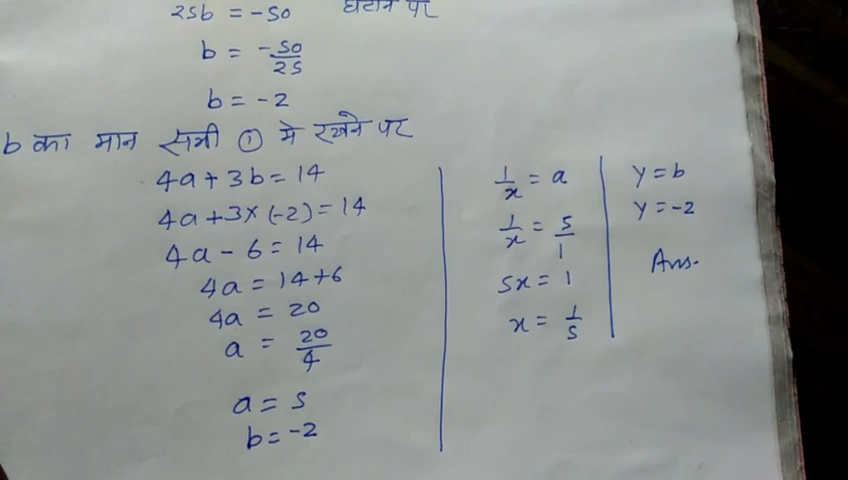 25b = -50 घटाने पर
b = -50/25
b = -2
b का मान समी ① मे रखने पर
4a + 3b = 14
4a + 3 × (-2) = 14
4a - 6 = 14
4a = 14 + 6
4a = 20
a = 20/4
a = 5
b = -2
1/x = a
1/x = 5/1
5x = 1
x = 1/5
y = b
y = -2
Ans.